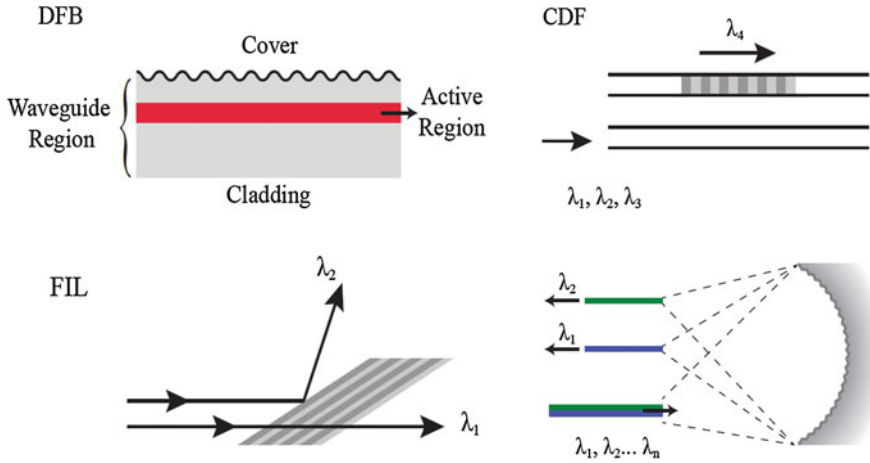 DFB
Cover
Waveguide
Region
Active
Region
Cladding
CDF
λ4
λ1, λ2, λ3
FIL
λ2
λ1
λ2
λ1
λ1, λ2... λn